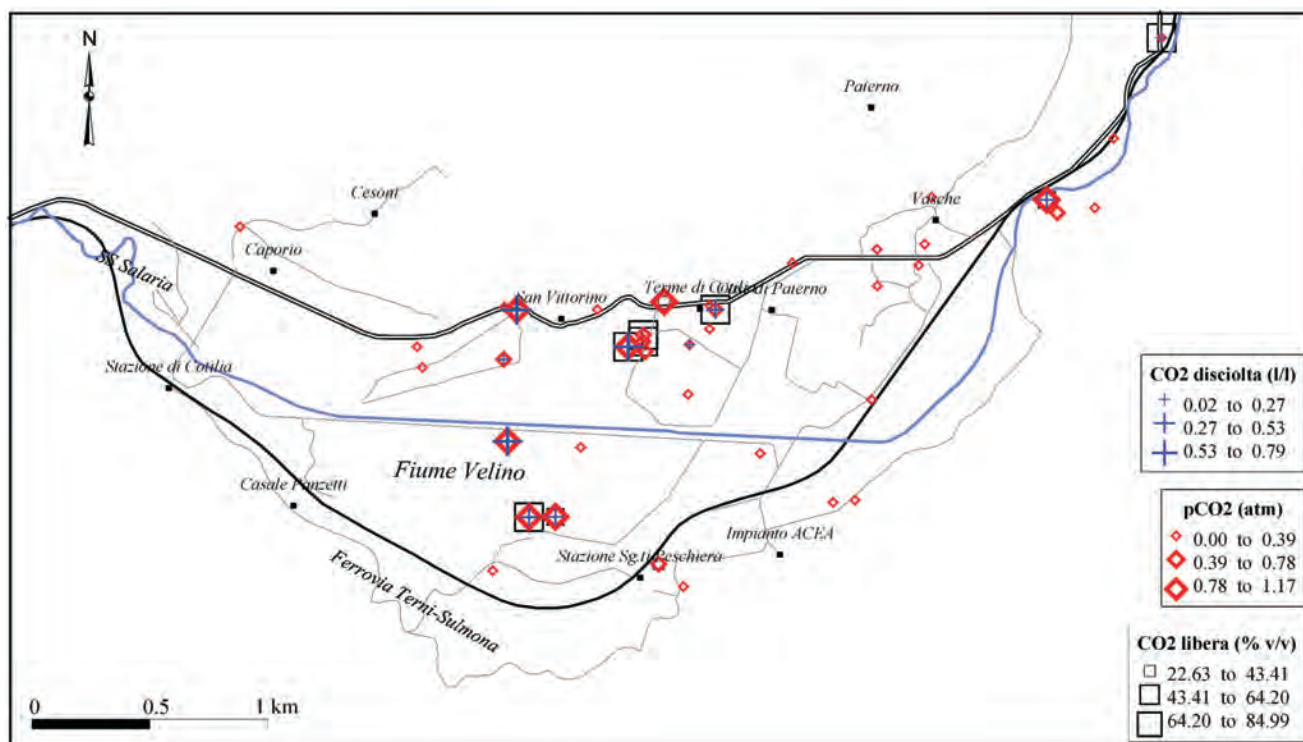 N
Paterno
Cesoni
Vasche
Caporio
SS Salaria
San Vittorino
Terme di
di Paterno
Stazione di Cotilia
Fiume Velino
Casale Panzetti
Impianto ACEA
Stazione Sg.ti Peschiera
Ferrovia Terni-Sulmona
0 0.5 1 km
CO2 disciolta (l/l)
0.02 to 0.27
0.27 to 0.53
0.53 to 0.79
pCO2 (atm)
0.00 to 0.39
0.39 to 0.78
0.78 to 1.17
CO2 libera (% v/v)
22.63 to 43.41
43.41 to 64.20
64.20 to 84.99